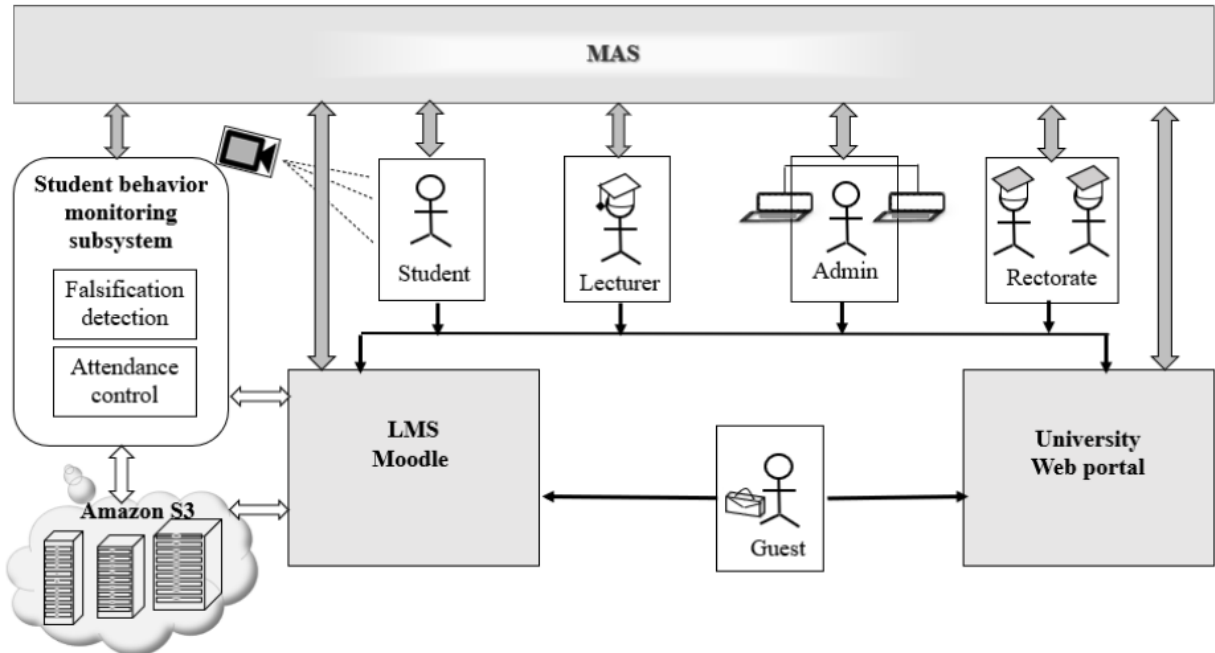 MAS
Student behavior
monitoring
subsystem
Falsification
detection
Attendance
control
Student
Lecturer
Admin
Rectorate
LMS
Moodle
University
Web portal
Guest
Amazon S3